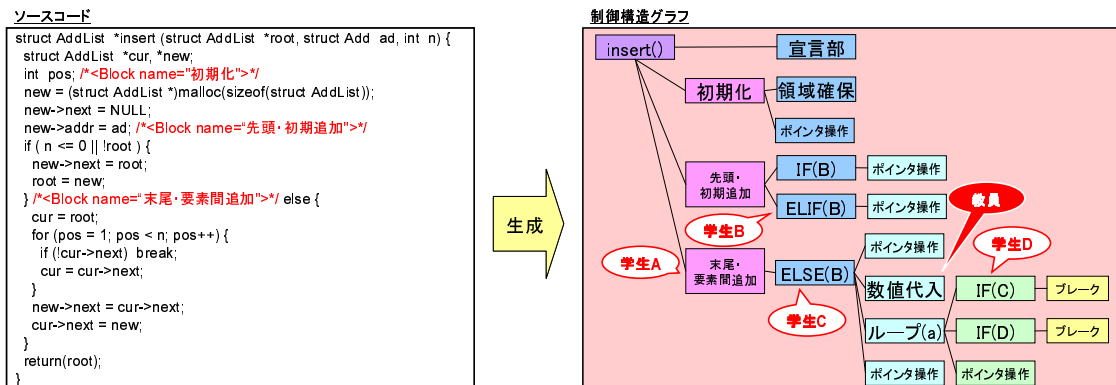 ソースコード
struct AddList *insert (struct AddList *root, struct Add ad, int n) {
struct AddList *cur, *new;
int pos; /*<Block name="初期化">*/
new = (struct AddList *)malloc(sizeof(struct AddList));
new->next = NULL;
new->addr = ad; /*<Block name="先頭・初期追加">*/
if ( n <= 0 || !root ) {
new->next = root;
root = new;
} /*<Block name="末尾・要素間追加">*/ else {
cur = root;
for (pos = 1; pos < n; pos++) {
if (!cur->next) break;
cur = cur->next;
}
new->next = cur->next;
cur->next = new;
}
return(root);
}
生成
制御構造グラフ
insert()
宣言部
初期化
領域確保
ポインタ操作
先頭・
初期追加
IF(B)
ポインタ操作
ELIF(B)
ポインタ操作
教員
学生B
学生D
学生A
末尾・
要素間追加
ELSE(B)
学生C
ポインタ操作
数値代入
IF(C)
ブレーク
ループ(a)
IF(D)
ブレーク
ポインタ操作
ポインタ操作